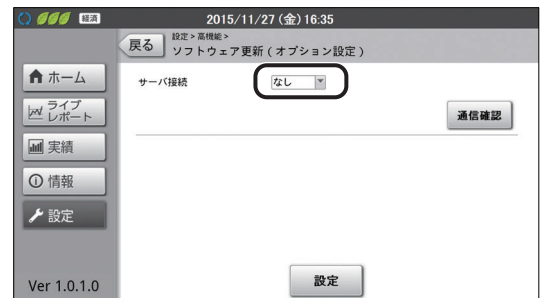 経済
2015/11/27 (金) 16:35
戻る
設定>高機能>
ソフトウェア更新 ( オプション設定 )
ホーム
ライブ
レポート
実績
情報
設定
Ver 1.0.1.0
サーバ接続
なし
通信確認
設定